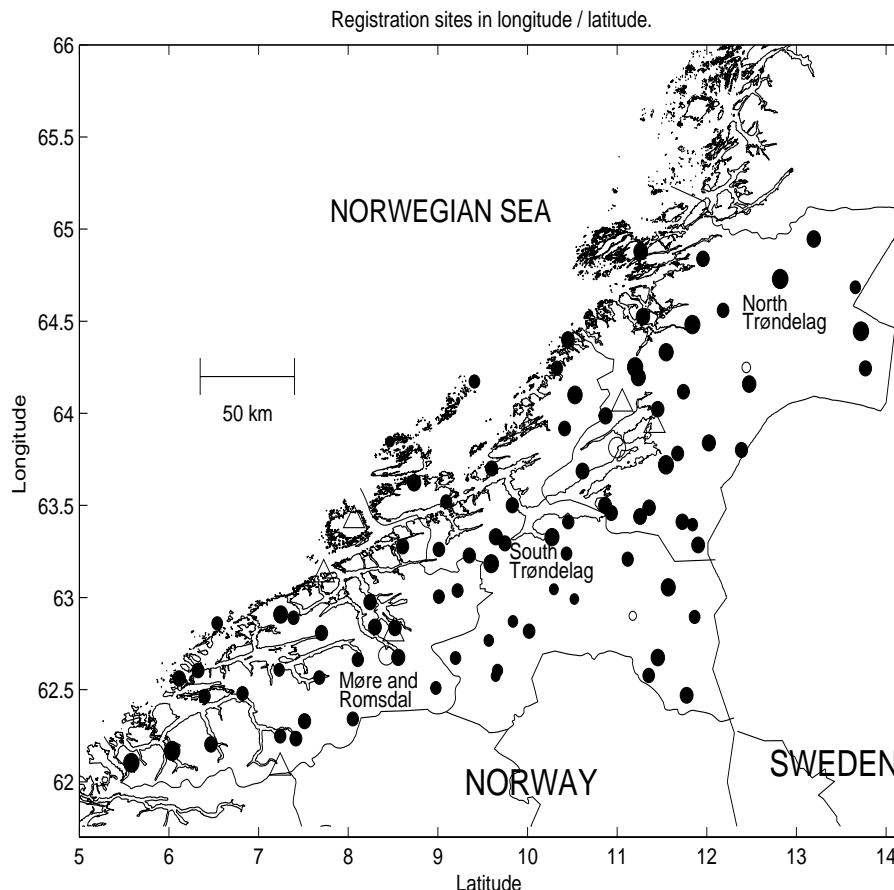 Registration sites in longitude / latitude.
66
65.5
65
64.5
64
63.5
63
62.5
62
Longitude
NORWEGIAN SEA
North
Trøndelag
50 km
South
Trøndelag
Møre and
Romsdal
NORWAY
SWEDEN
5
6
7
8
9
10
11
12
13
14
Latitude